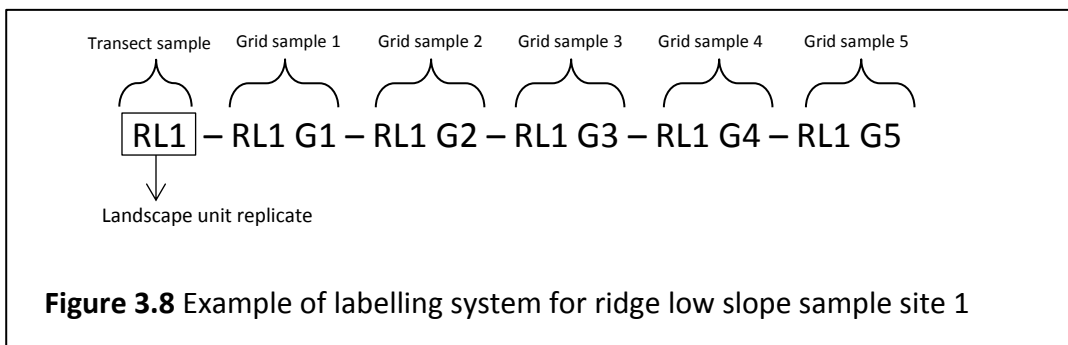 Transect sample Grid sample 1 Grid sample 2 Grid sample 3 Grid sample 4 Grid sample 5
RL1 – RL1 G1 – RL1 G2 – RL1 G3 – RL1 G4 – RL1 G5
Landscape unit replicate
Figure 3.8 Example of labelling system for ridge low slope sample site 1